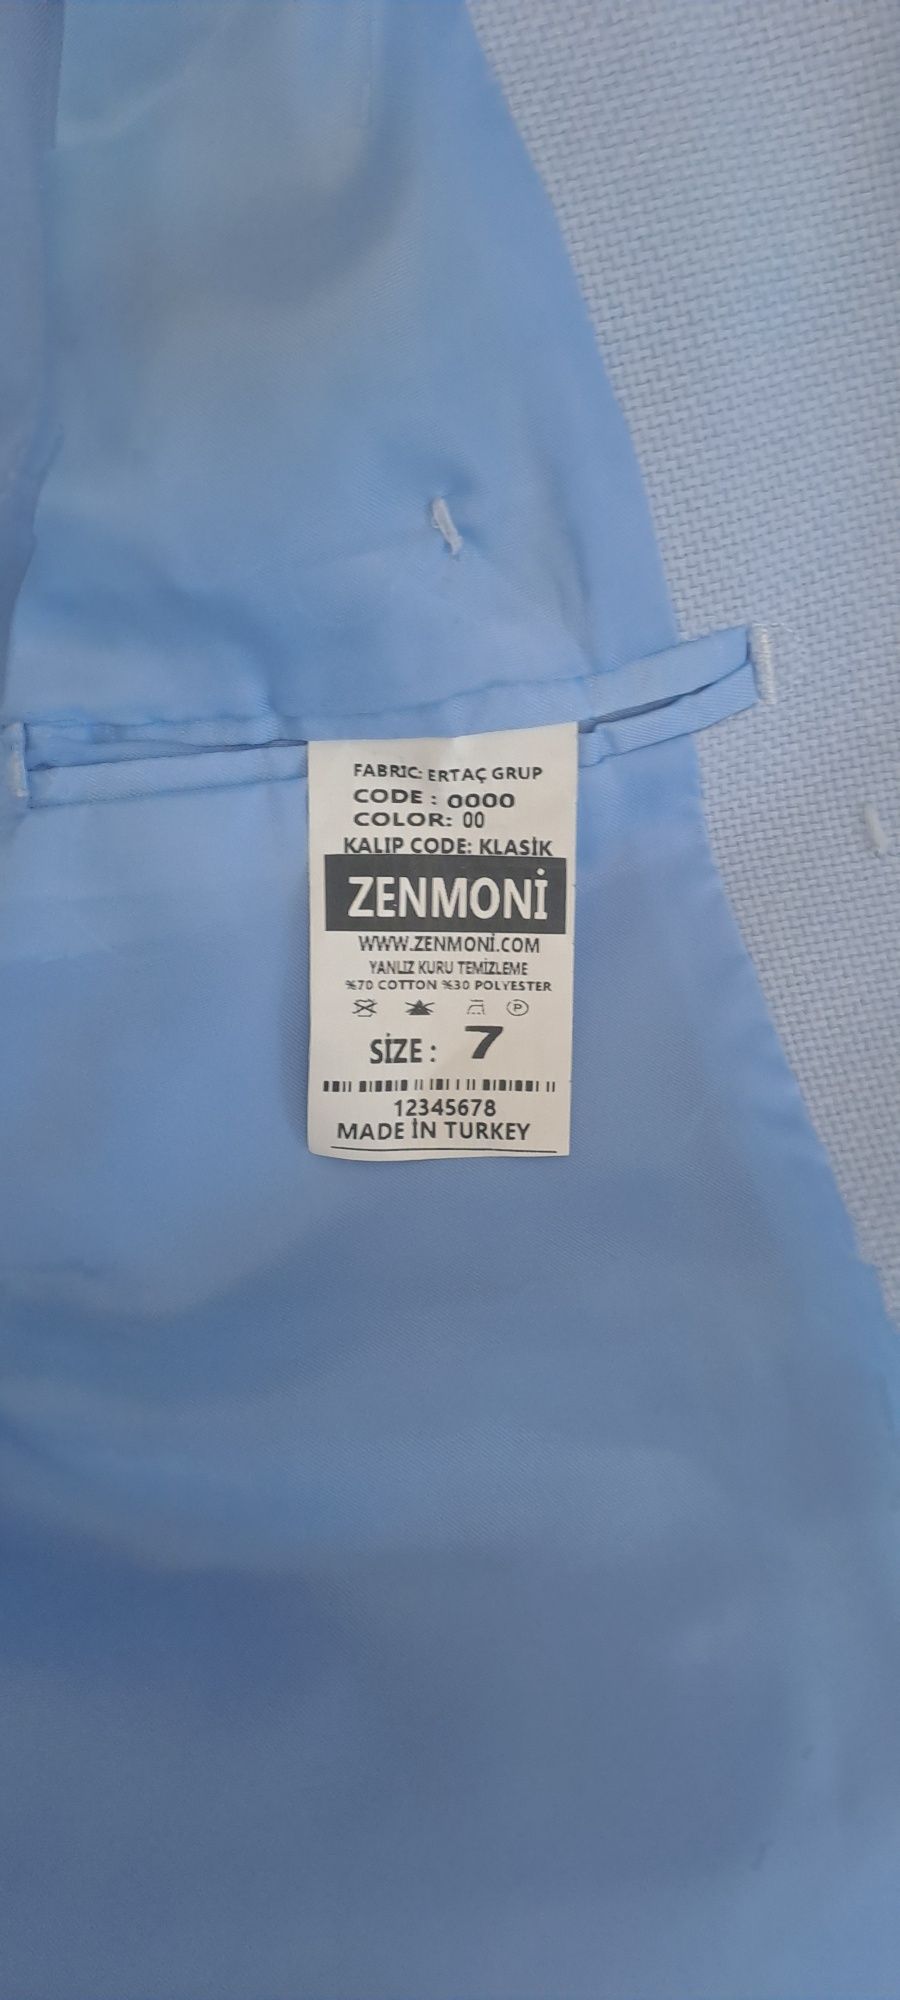 FABRIC: ERTAÇ GRUP
CODE : 0000
COLOR: 00
KALIP CODE: KLASİK
ZENMONİ
WWW.ZENMONİ.COM
YANLIZ KURU TEMİZLEME
%70 COTTON %30 POLYESTER
P
SİZE : 7
12345678
MADE İN TURKEY